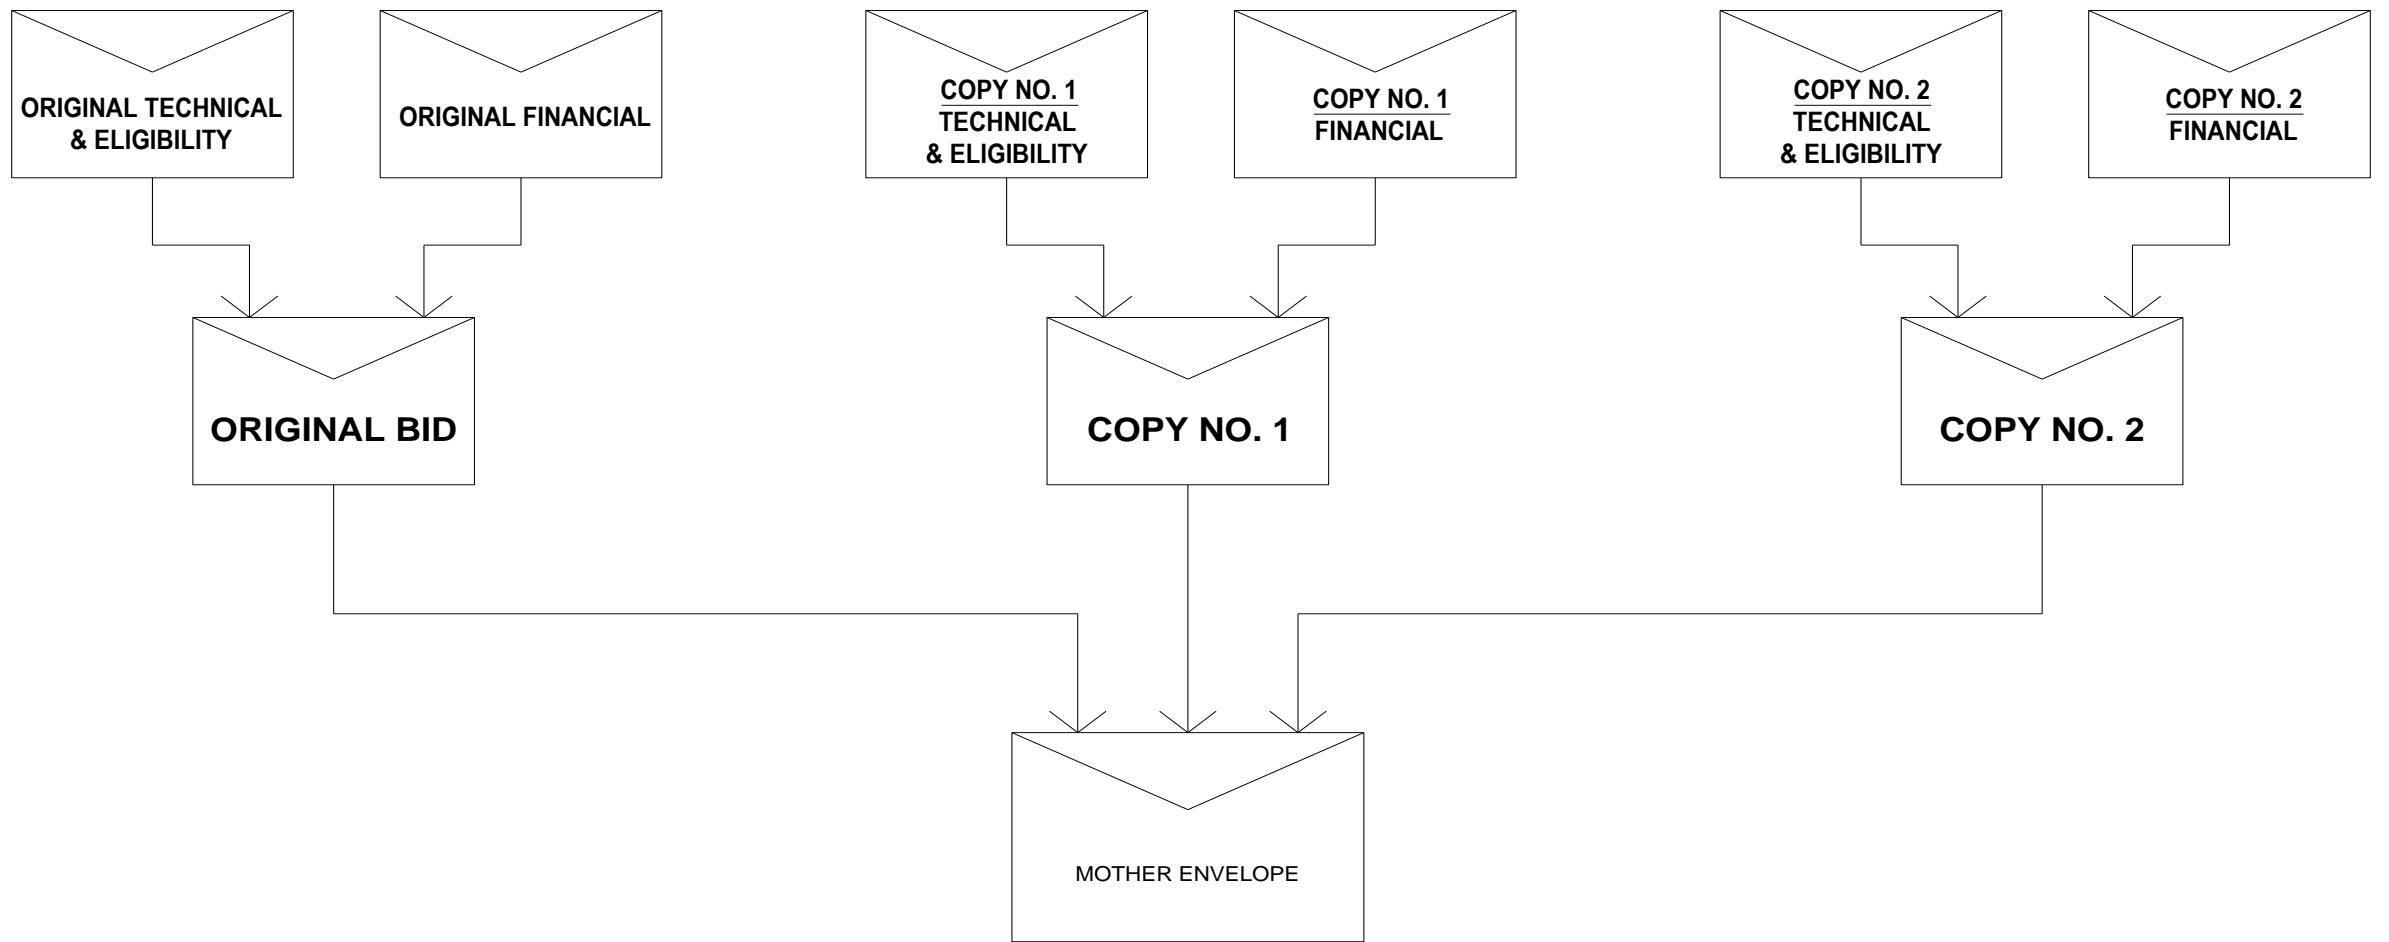 ORIGINAL TECHNICAL
& ELIGIBILITY
ORIGINAL FINANCIAL
COPY NO. 1
TECHNICAL
& ELIGIBILITY
COPY NO. 1
FINANCIAL
COPY NO. 2
TECHNICAL
& ELIGIBILITY
COPY NO. 2
FINANCIAL
ORIGINAL BID
COPY NO. 1
COPY NO. 2
MOTHER ENVELOPE